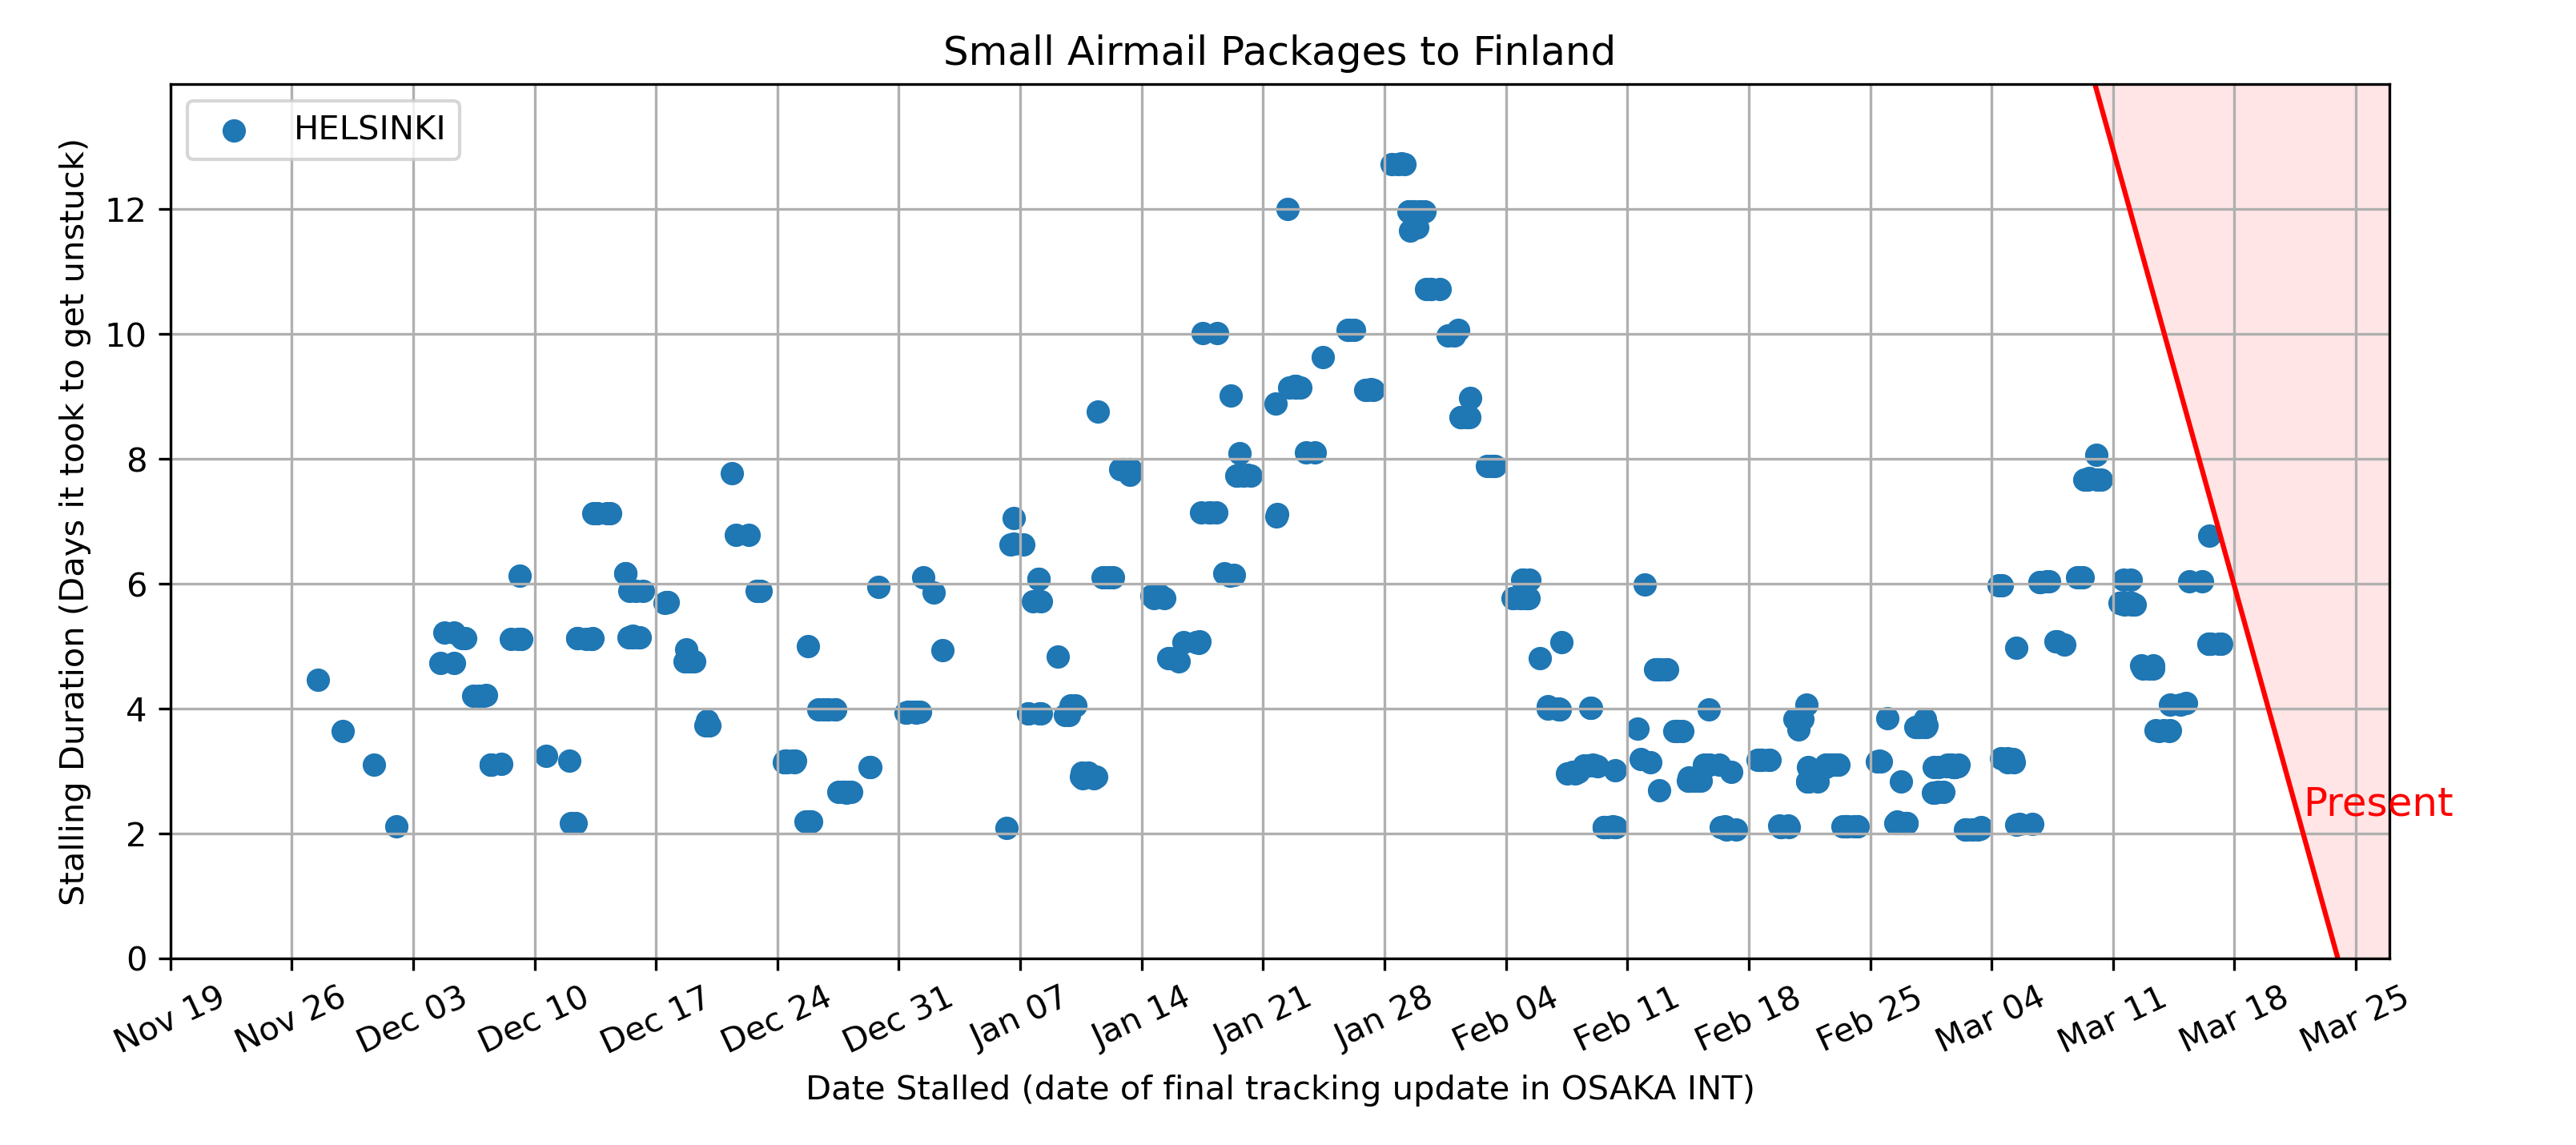 Small Airmail Packages to Finland
HELSINKI
Stalling Duration (Days it took to get unstuck)
12
10
8
6
4
2
0
Present
Nov 19
Nov 26
Dec 03
Dec 10
Dec 17
Dec 24
Dec 31
Jan 07
Jan 14
Jan 21
Jan 28
Feb 04
Feb 11
Feb 18
Feb 25
Mar 04
Mar 11
Mar 18
Mar 25
Date Stalled (date of final tracking update in OSAKA INT)